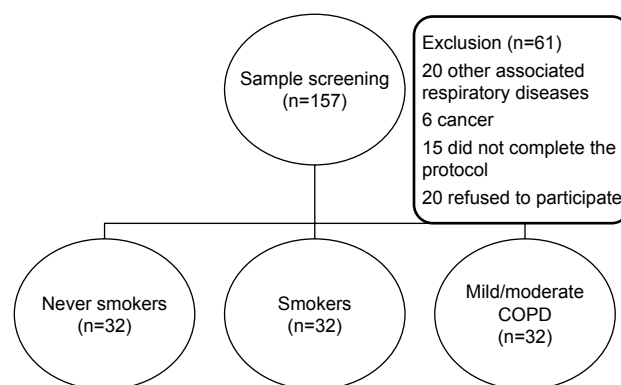 Sample screening
(n=157)
Exclusion (n=61)
20 other associated
respiratory diseases
6 cancer
15 did not complete the
protocol
20 refused to participate
Never smokers
(n=32)
Smokers
(n=32)
Mild/moderate
COPD
(n=32)